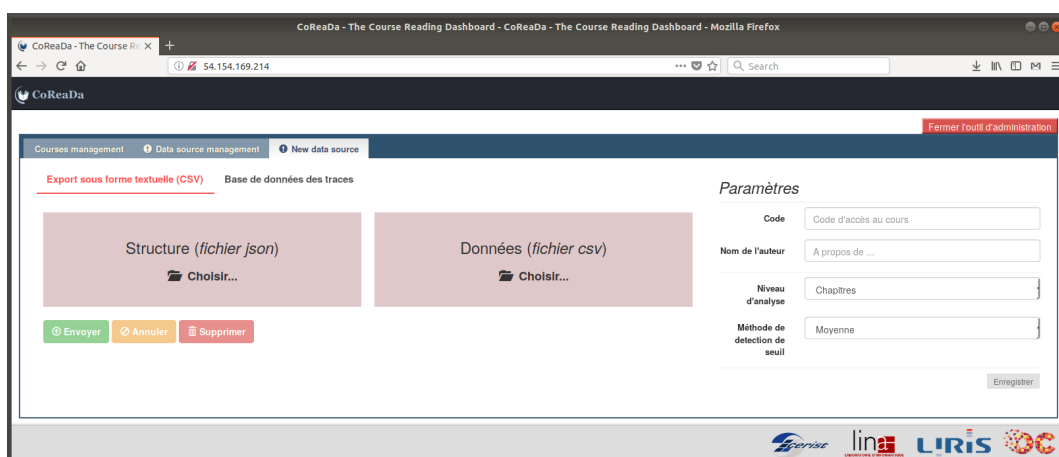 CoReaDa - The Course Reading Dashboard - CoReaDa - The Course Reading Dashboard - Mozilla Firefox
CoReaDa - The Course Re
54.154.169.214
Search
CoReaDa
Fermer l'outil d'administration
Courses management Data source management New data source
Export sous forme textuelle (CSV) Base de données des traces
Paramètres
Structure (fichier json)
Choisir...
Données (fichier csv)
Choisir...
Code Code d'accès au cours
Nom de l'auteur A propos de ...
Niveau
d'analyse
Chapitres
Méthode de
detection de
seuil
Moyenne
Envoyer Annuler Supprimer
Enregistrer
cerist lina LIRIS OC